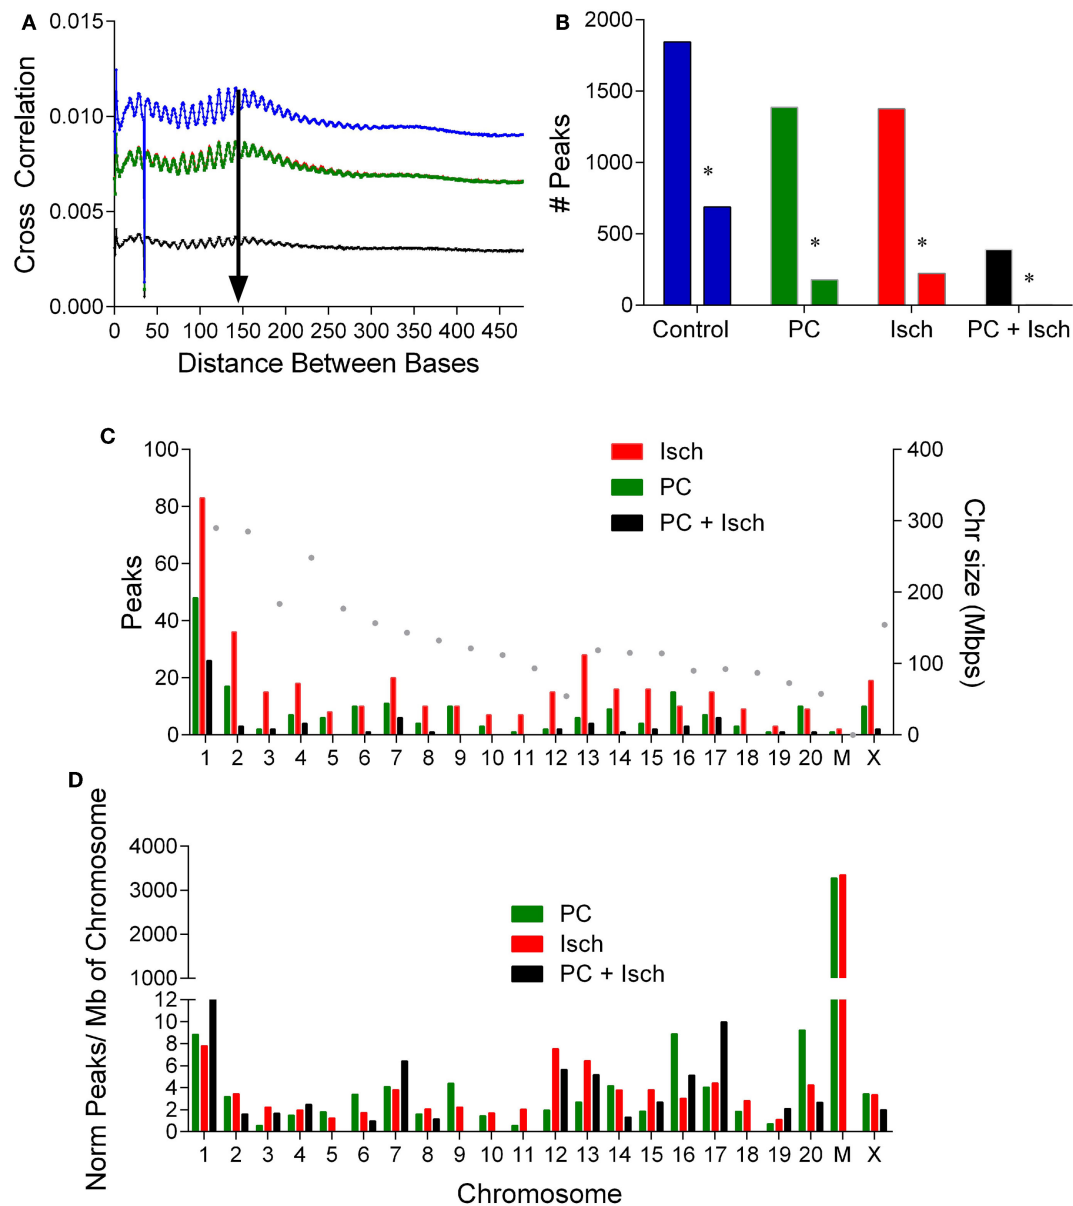 A
0.015
0.010
0.005
0.000
Cross Correlation
0 50 100 150 200 250 300 350 400 450
Distance Between Bases
B
2000
1500
1000
500
0
# Peaks
* * * *
Control PC Isch PC + Isch
C
100
80
60
40
20
0
Peaks
Isch
PC
PC + Isch
400
300
200
100
0
Chr size (Mbps)
1 2 3 4 5 6 7 8 9 10 11 12 13 14 15 16 17 18 19 20 M X
D
4000
3000
2000
1000
12
10
8
6
4
2
0
Norm Peaks/ Mb of Chromosome
PC
Isch
PC + Isch
1 2 3 4 5 6 7 8 9 10 11 12 13 14 15 16 17 18 19 20 M X
Chromosome